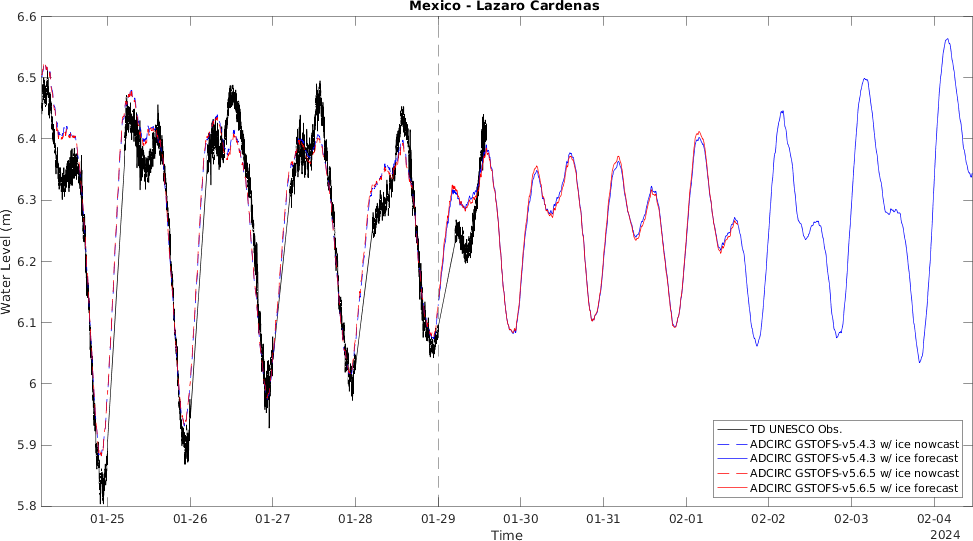 Mexico - Lazaro Cardenas
6.6
6.5
6.4
6.3
6.2
6.1
6
5.9
5.8
Water Level (m)
01-25 01-26 01-27 01-28 01-29 01-30 01-31 02-01 02-02 02-03 02-04
2024
Time
TD UNESCO Obs.
ADCIRC GSTOFS-v5.4.3 w/ ice nowcast
ADCIRC GSTOFS-v5.4.3 w/ ice forecast
ADCIRC GSTOFS-v5.6.5 w/ ice nowcast
ADCIRC GSTOFS-v5.6.5 w/ ice forecast